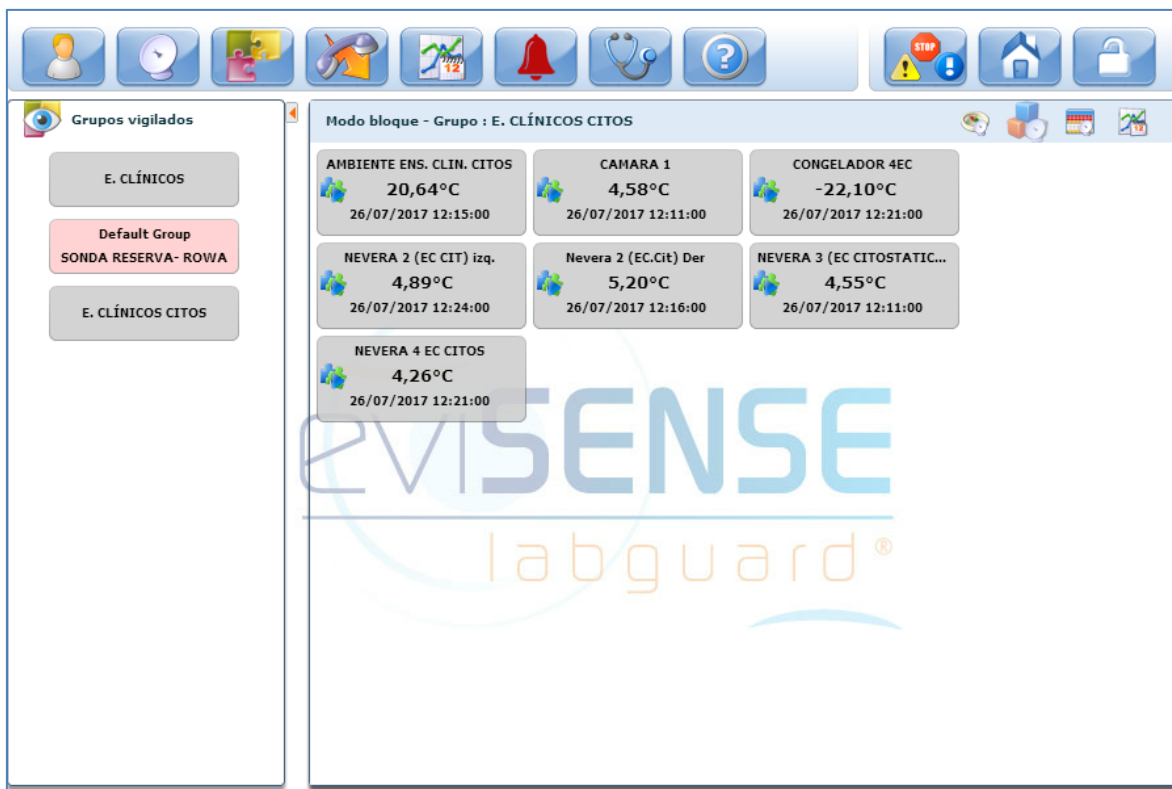 STOP
12
?
Grupos vigilados
E. CLÍNICOS
Default Group
SONDA RESERVA- ROWA
E. CLÍNICOS CITOS
Modo bloque - Grupo : E. CLÍNICOS CITOS
12
AMBIENTE ENS. CLIN. CITOS
20,64°C
26/07/2017 12:15:00
CAMARA 1
4,58°C
26/07/2017 12:11:00
CONGELADOR 4EC
-22,10°C
26/07/2017 12:21:00
NEVERA 2 (EC CIT) izq.
4,89°C
26/07/2017 12:24:00
Nevera 2 (EC.Cit) Der
5,20°C
26/07/2017 12:16:00
NEVERA 3 (EC CITOSTATIC...
4,55°C
26/07/2017 12:11:00
NEVERA 4 EC CITOS
4,26°C
26/07/2017 12:21:00
eviSENSE
labguard®